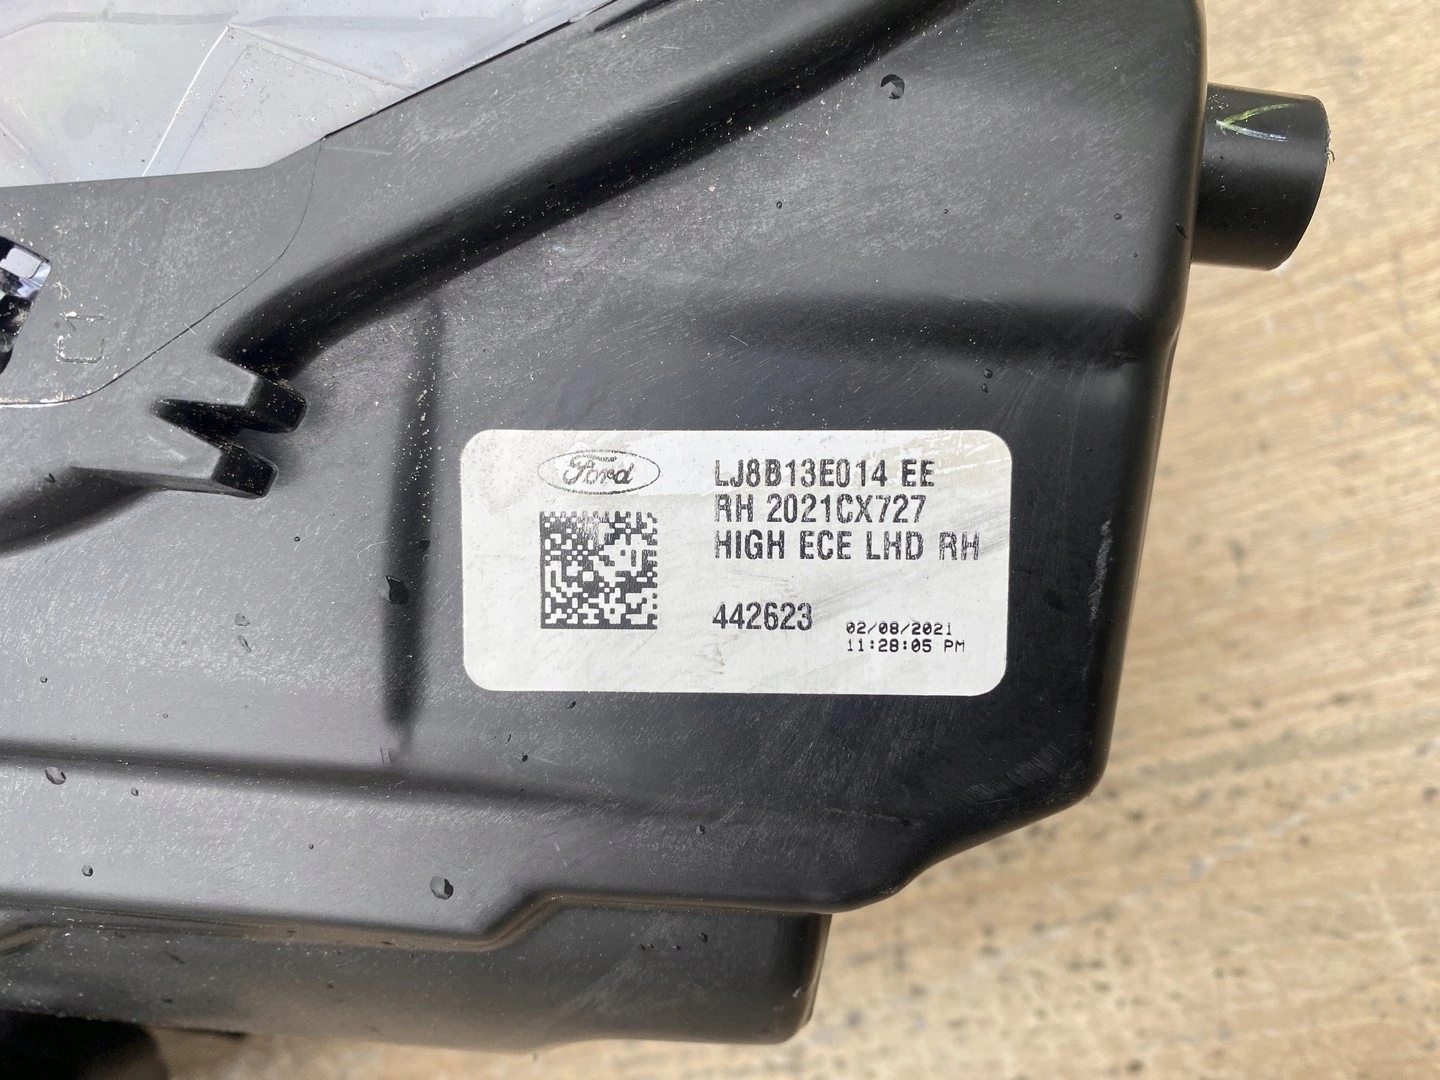 Ford
LJ8B13E014 EE
RH 2021CX727
HIGH ECE LHD RH
442623
02/08/2021
11:28:05 PM